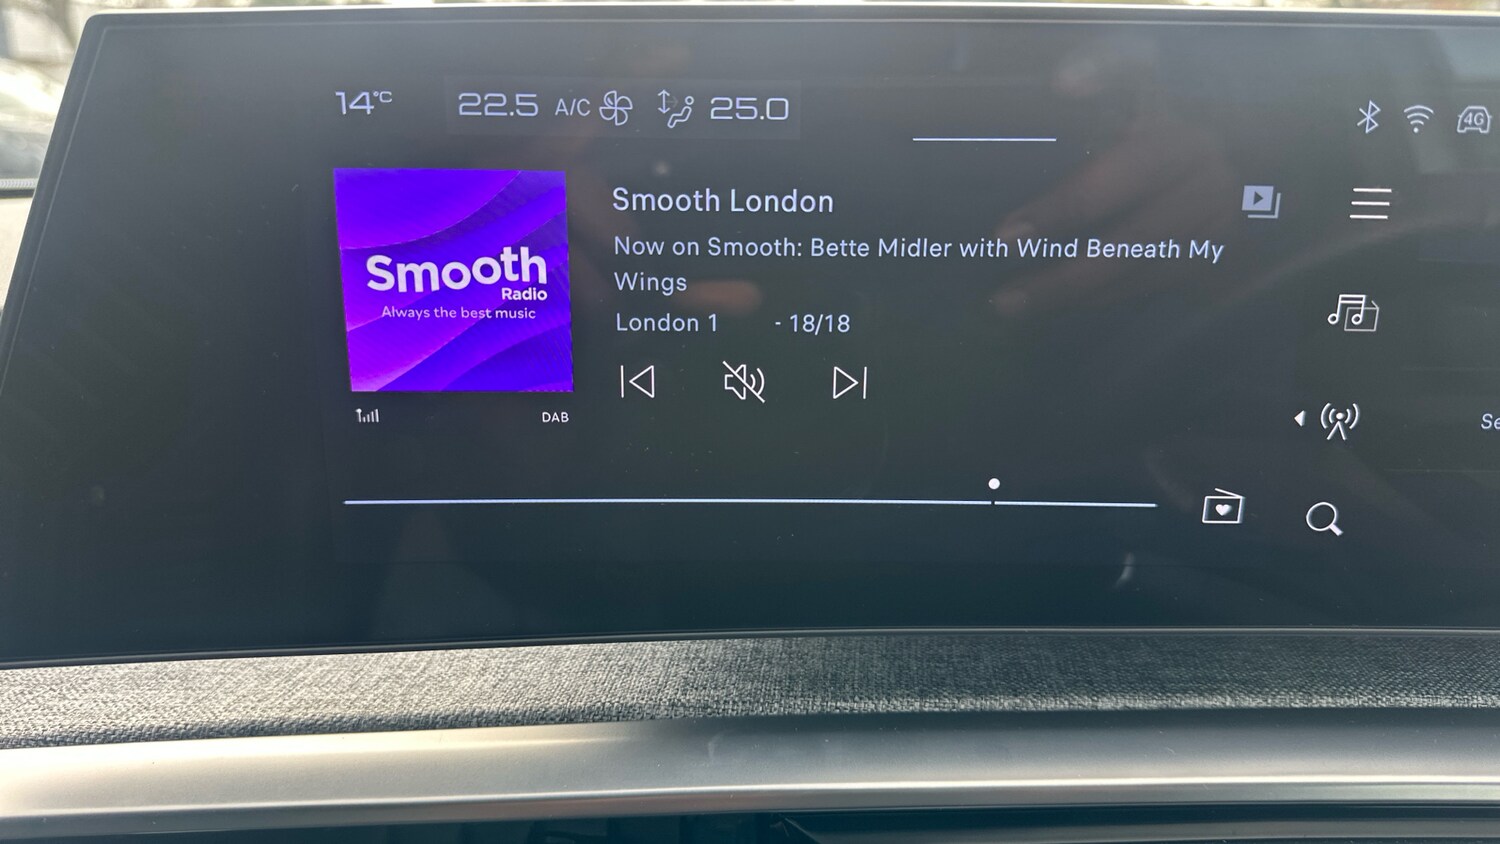 14°C 22.5 A/C 25.0
4G
Smooth
Radio
Always the best music
DAB
Smooth London
Now on Smooth: Bette Midler with Wind Beneath My
Wings
London 1 - 18/18